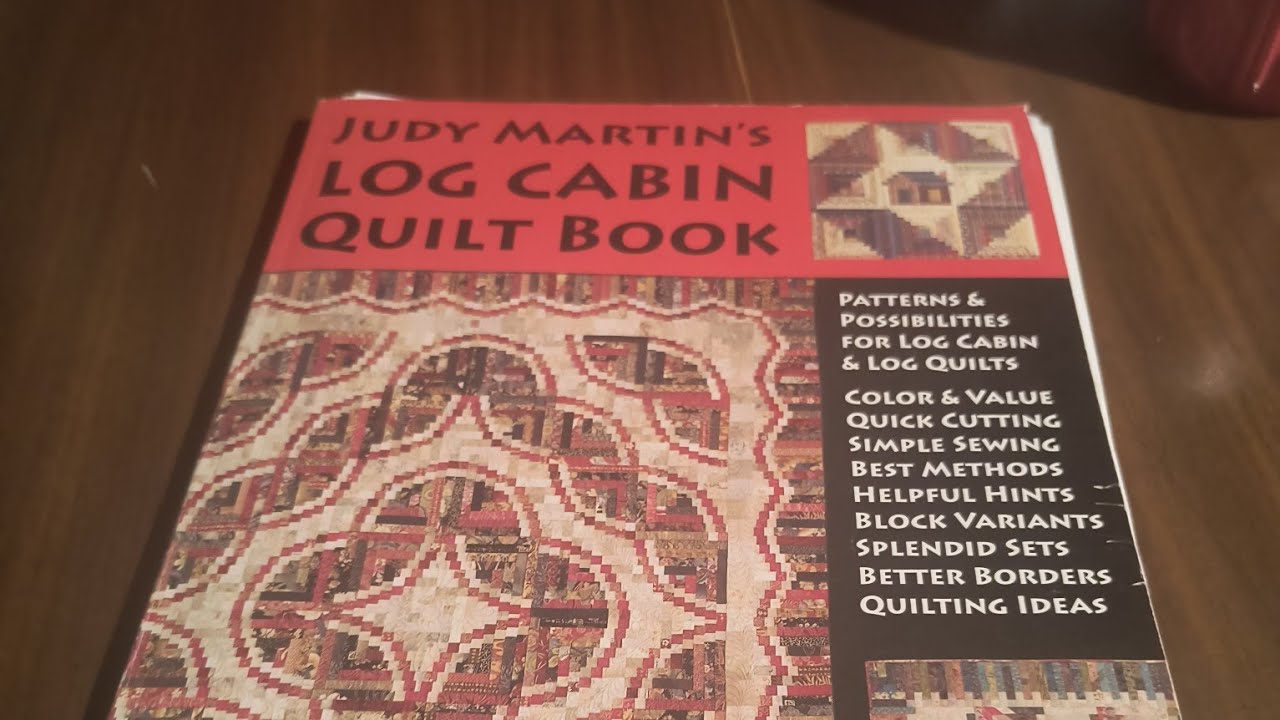 Judy Martin's
Log Cabin
Quilt Book
Patterns &
Possibilities
for Log Cabin
& Log Quilts
Color & Value
Quick Cutting
Simple Sewing
Best Methods
Helpful Hints
Block Variants
Splendid Sets
Better Borders
Quilting Ideas